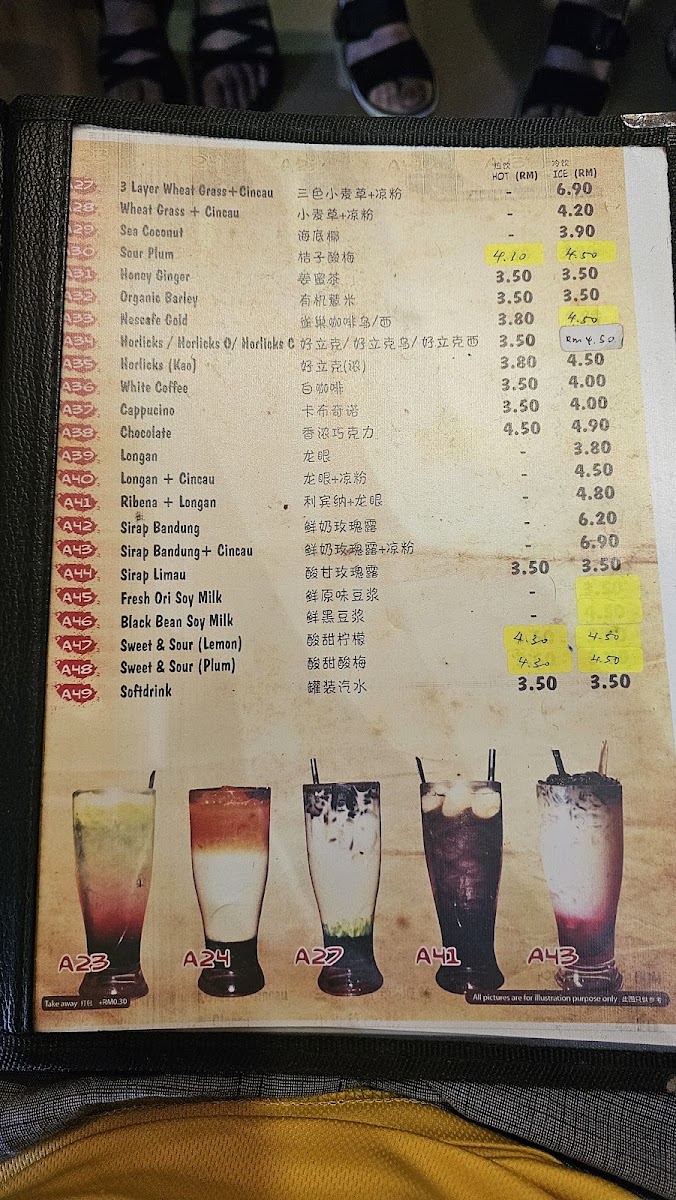 热饮 冷饮
HOT (RM) ICE (RM)
A27 3 Layer Wheat Grass+Cincau 三色小麦草+凉粉 - 6.90
A28 Wheat Grass + Cincau 小麦草+凉粉 - 4.20
A29 Sea Coconut 海底椰 - 3.90
A30 Sour Plum 桔子酸梅 4.10 4.50
A31 Honey Ginger 姜蜜茶 3.50 3.50
A32 Organic Barley 有机薏米 3.50 3.50
A33 Nescafe Gold 雀巢咖啡乌/西 3.80 4.50
A34 Horlicks / Horlicks O/ Horlicks C 好立克/好立克乌/好立克西 3.50 RM 4.50
A35 Horlicks (Kao) 好立克(浓) 3.80 4.50
A36 White Coffee 白咖啡 3.50 4.00
A37 Cappucino 卡布奇诺 3.50 4.00
A38 Chocolate 香浓巧克力 4.50 4.90
A39 Longan 龙眼 - 3.80
A40 Longan + Cincau 龙眼+凉粉 - 4.50
A41 Ribena + Longan 利宾纳+龙眼 - 4.80
A42 Sirap Bandung 鲜奶玫瑰露 - 6.20
A43 Sirap Bandung+ Cincau 鲜奶玫瑰露+凉粉 - 6.90
A44 Sirap Limau 酸甘玫瑰露 3.50 3.50
A45 Fresh Ori Soy Milk 鲜原味豆浆 -
A46 Black Bean Soy Milk 鲜黑豆浆 -
A47 Sweet & Sour (Lemon) 酸甜柠檬 4.30 4.50
A48 Sweet & Sour (Plum) 酸甜酸梅 4.30 4.50
A49 Softdrink 罐装汽水 3.50 3.50
A23 A24 A27 A41 A43
Take away 打包 +RM0.30
All pictures are for illustration purpose only 此图只供参考